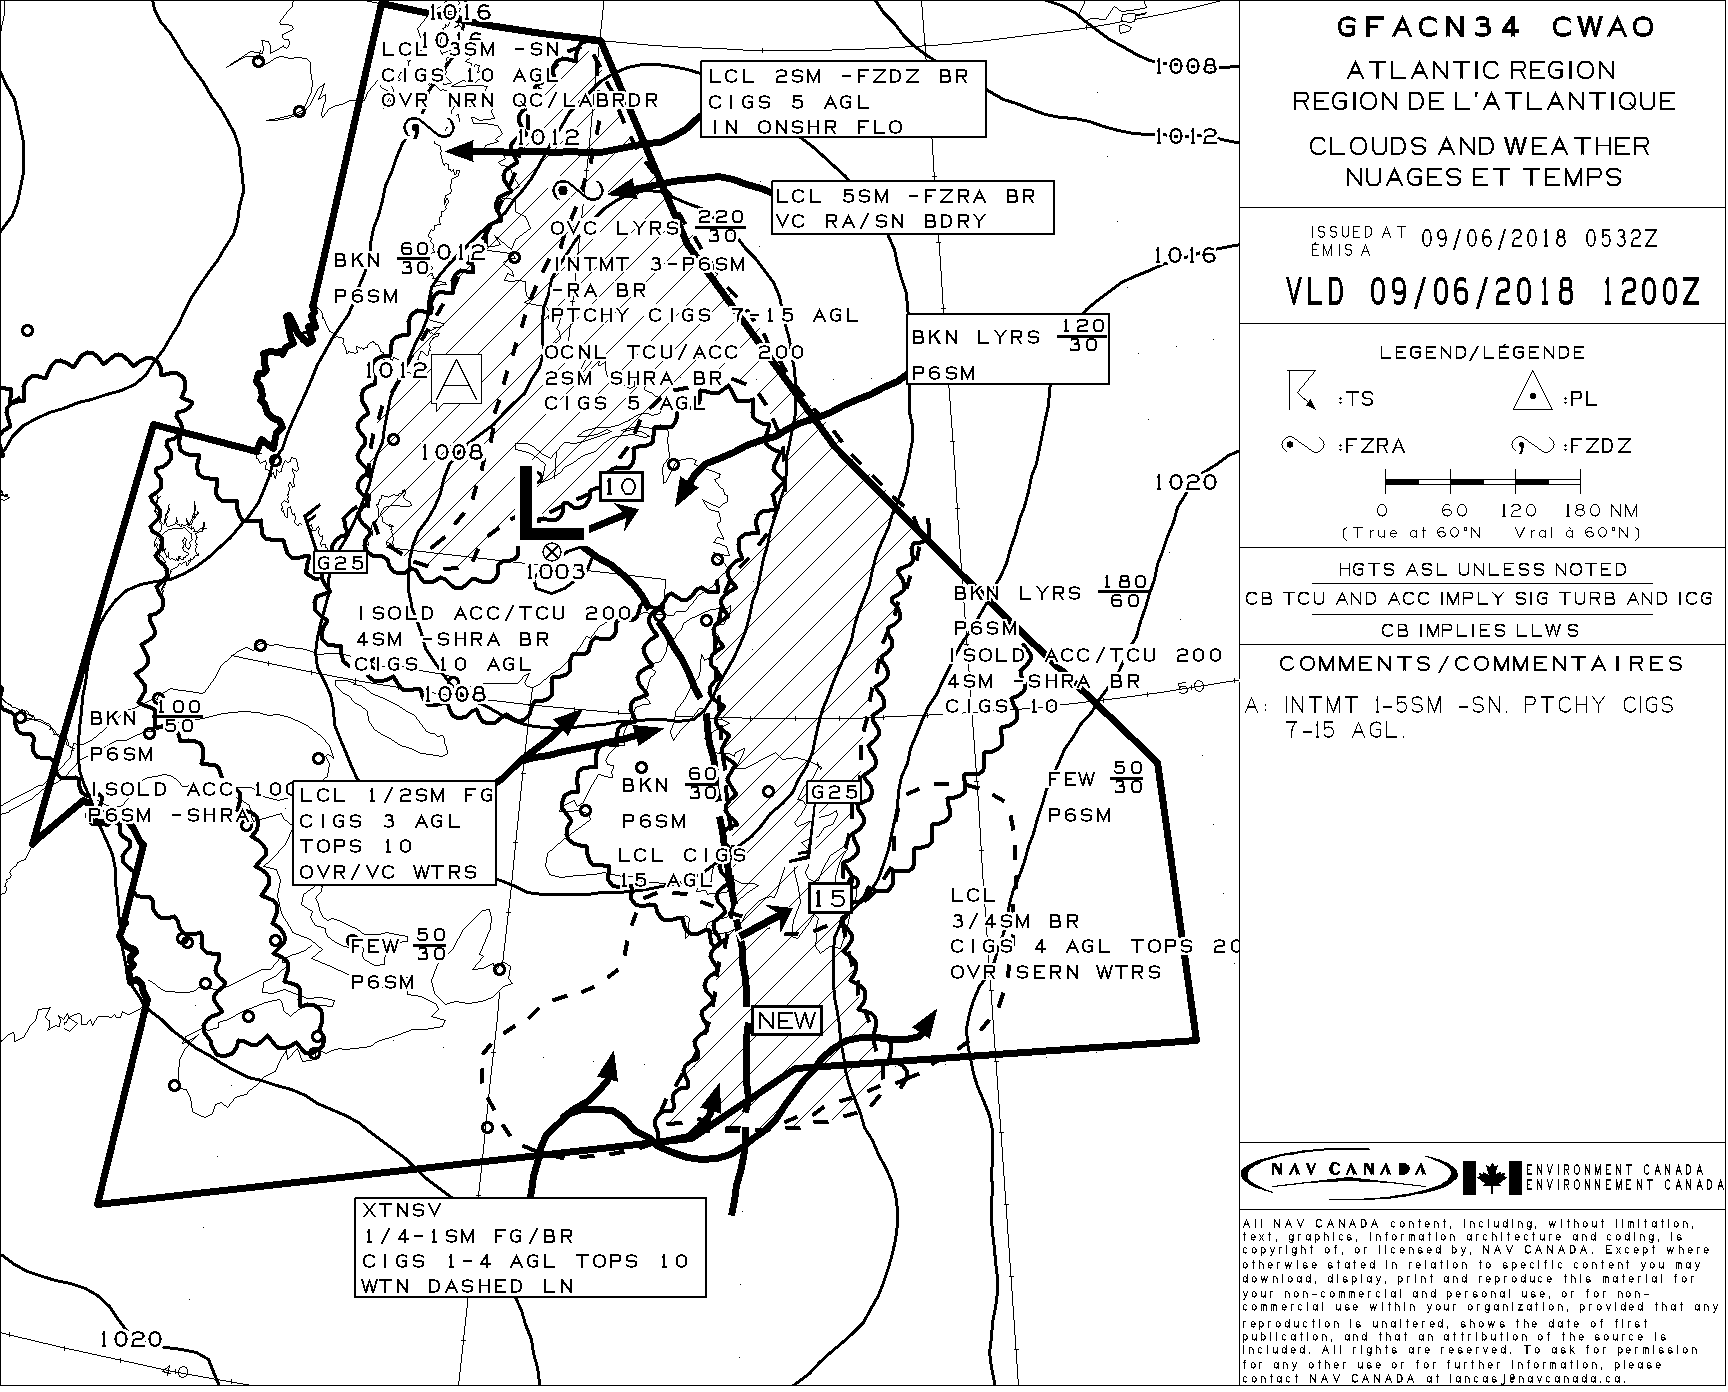 1016
1016
LCL 3SM -SN
CIGS 10 AGL
OVR NRN QC/LABRDR
1012
LCL 2SM -FZDZ BR
CIGS 5 AGL
IN ONSHR FLO
1008
1012
LCL 5SM -FZRA BR
VC RA/SN BDRY
1016
BKN 60/30
P6SM
1012
OVC LYRS 220/30
INTMT 3-P6SM
-RA BR
PTCHY CIGS 7-15 AGL
OCNL TCU/ACC 200
2SM SHRA BR
CIGS 5 AGL
1012
A
BKN LYRS 120/30
P6SM
1008
10
L
1003
1020
G25
ISOLD ACC/TCU 200
4SM -SHRA BR
CIGS 10 AGL
1008
BKN LYRS 180/60
P6SM
ISOLD ACC/TCU 200
4SM -SHRA BR
CIGS 10
50
BKN 100/50
P6SM
ISOLD ACC 100
P6SM -SHRA
LCL 1/2SM FG
CIGS 3 AGL
TOPS 10
OVR/VC WTRS
BKN 60/30
P6SM
LCL CIGS
15 AGL
G25
15
FEW 50/30
P6SM
LCL
3/4SM BR
CIGS 4 AGL TOPS 20
OVR SERN WTRS
FEW 50/30
P6SM
NEW
XTNSV
1/4-1SM FG/BR
CIGS 1-4 AGL TOPS 10
WTN DASHED LN
1020
40
GFACN34 CWAO
ATLANTIC REGION
REGION DE L'ATLANTIQUE
CLOUDS AND WEATHER
NUAGES ET TEMPS
ISSUED AT
ÉMIS A
09/06/2018 0532Z
VLD 09/06/2018 1200Z
LEGEND/LÉGENDE
:TS :PL
:FZRA :FZDZ
0 60 120 180 NM
(True at 60°N Vrai à 60°N)
HGTS ASL UNLESS NOTED
CB TCU AND ACC IMPLY SIG TURB AND ICG
CB IMPLIES LLWS
COMMENTS/COMMENTAIRES
A: INTMT 1-5SM -SN. PTCHY CIGS
7-15 AGL.
NAV CANADA
ENVIRONMENT CANADA
ENVIRONNEMENT CANADA
All NAV CANADA content, including, without limitation,
text, graphics, information architecture and coding, is
copyright of, or licensed by, NAV CANADA. Except where
otherwise stated in relation to specific content you may
download, display, print and reproduce this material for
your non-commercial and personal use, or for non-
commercial use within your organization, provided that any
reproduction is unaltered, shows the date of first
publication, and that an attribution of the source is
included. All rights are reserved. To ask for permission
for any other use or for further information, please
contact NAV CANADA at lancasj@navcanada.ca.